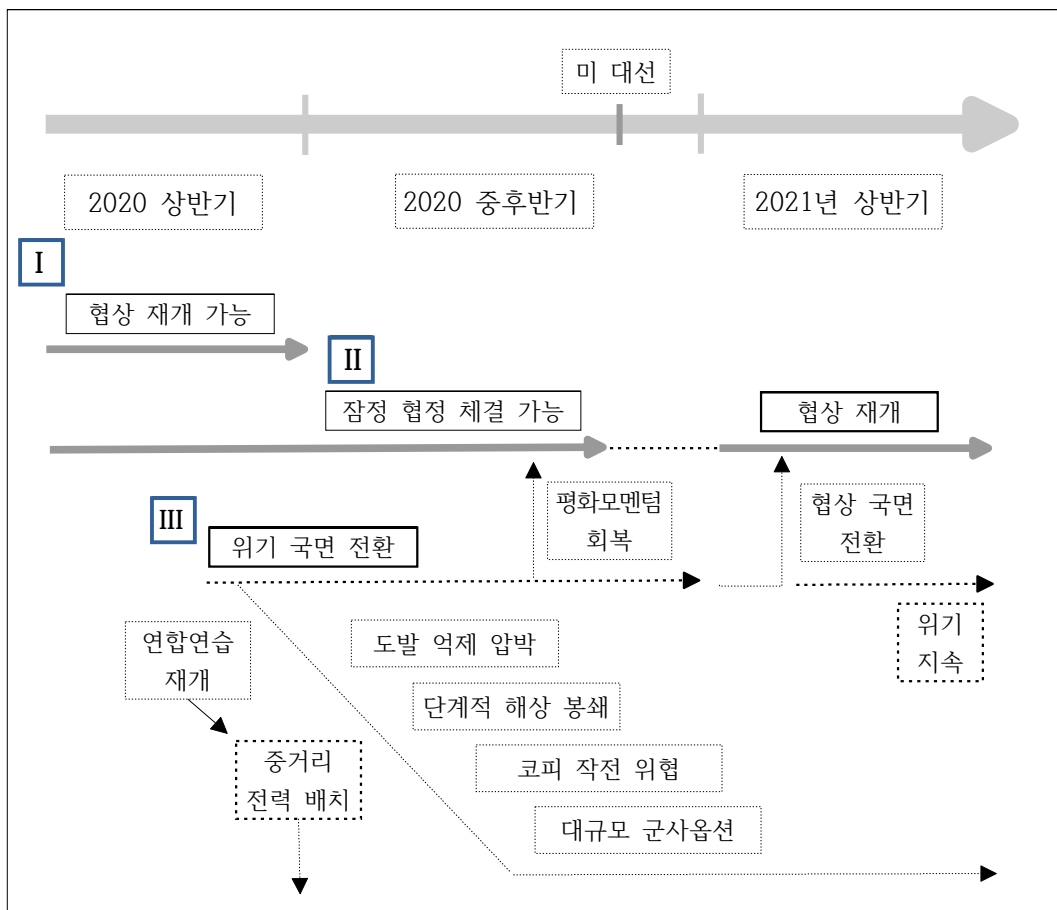 미 대선
2020 상반기
2020 중후반기
2021년 상반기
Ⅰ
협상 재개 가능
Ⅱ
잠정 협정 체결 가능
협상 재개
Ⅲ
위기 국면 전환
평화모멘텀
회복
협상 국면
전환
연합연습
재개
도발 억제 압박
위기
지속
단계적 해상 봉쇄
중거리
전력 배치
코피 작전 위협
대규모 군사옵션